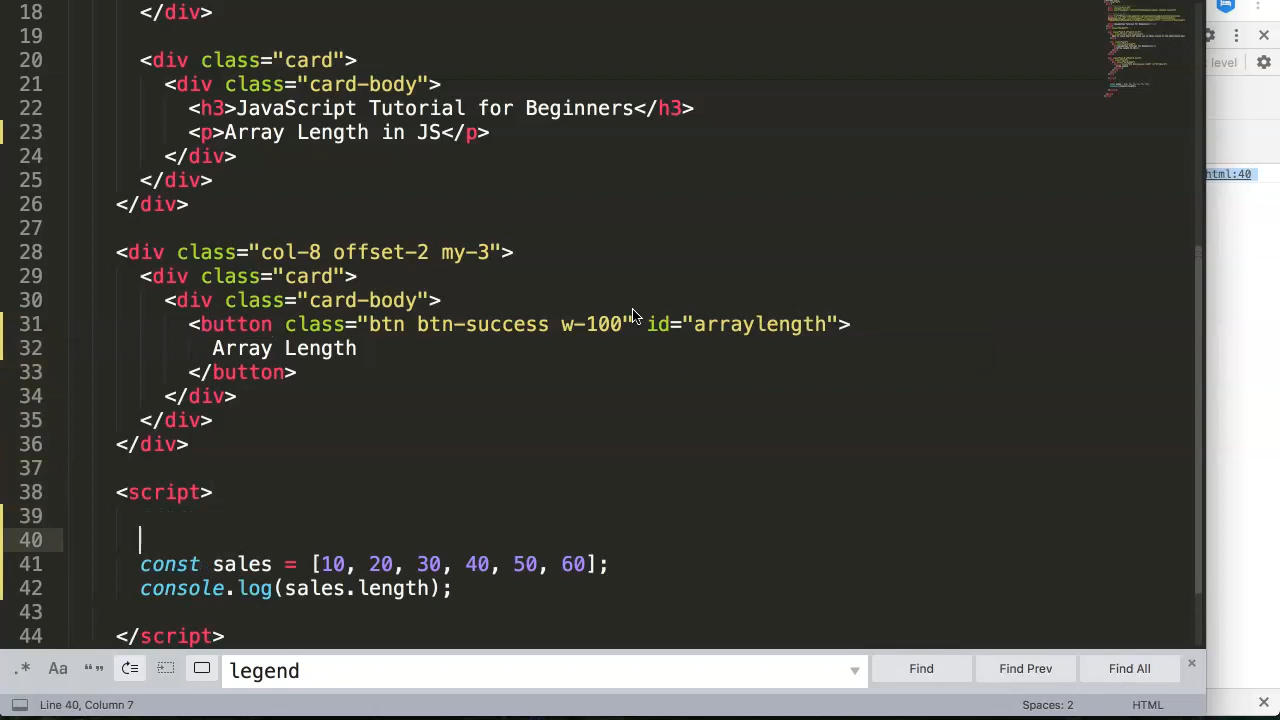 18 </div>
19
20 <div class="card">
21 <div class="card-body">
22 <h3>JavaScript Tutorial for Beginners</h3>
23 <p>Array Length in JS</p>
24 </div>
25 </div>
26 </div>
27
28 <div class="col-8 offset-2 my-3">
29 <div class="card">
30 <div class="card-body">
31 <button class="btn btn-success w-100" id="arraylength">
32 Array Length
33 </button>
34 </div>
35 </div>
36 </div>
37
38 <script>
39
40
41 const sales = [10, 20, 30, 40, 50, 60];
42 console.log(sales.length);
43
44 </script>
level
html:40
.* Aa “” legend Find Find Prev Find All
Line 40, Column 7 Spaces: 2 HTML